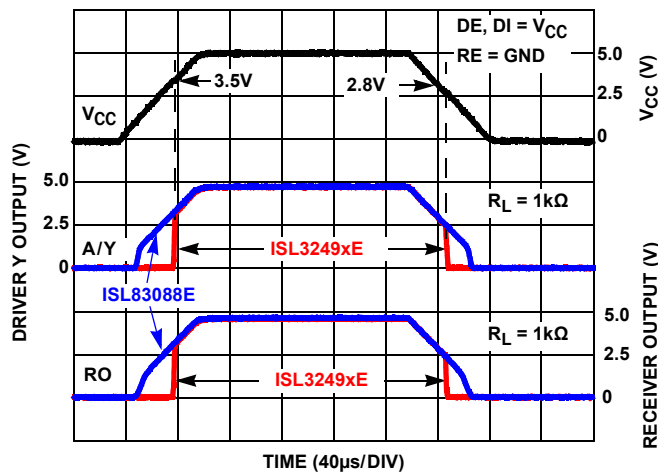 DE, DI = VCC
RE = GND
5.0
2.5
0
VCC (V)
3.5V
2.8V
VCC
DRIVER Y OUTPUT (V)
5.0
2.5
0
RL = 1kΩ
A/Y
ISL3249xE
ISL83088E
RECEIVER OUTPUT (V)
5.0
2.5
0
RL = 1kΩ
RO
ISL3249xE
TIME (40µs/DIV)